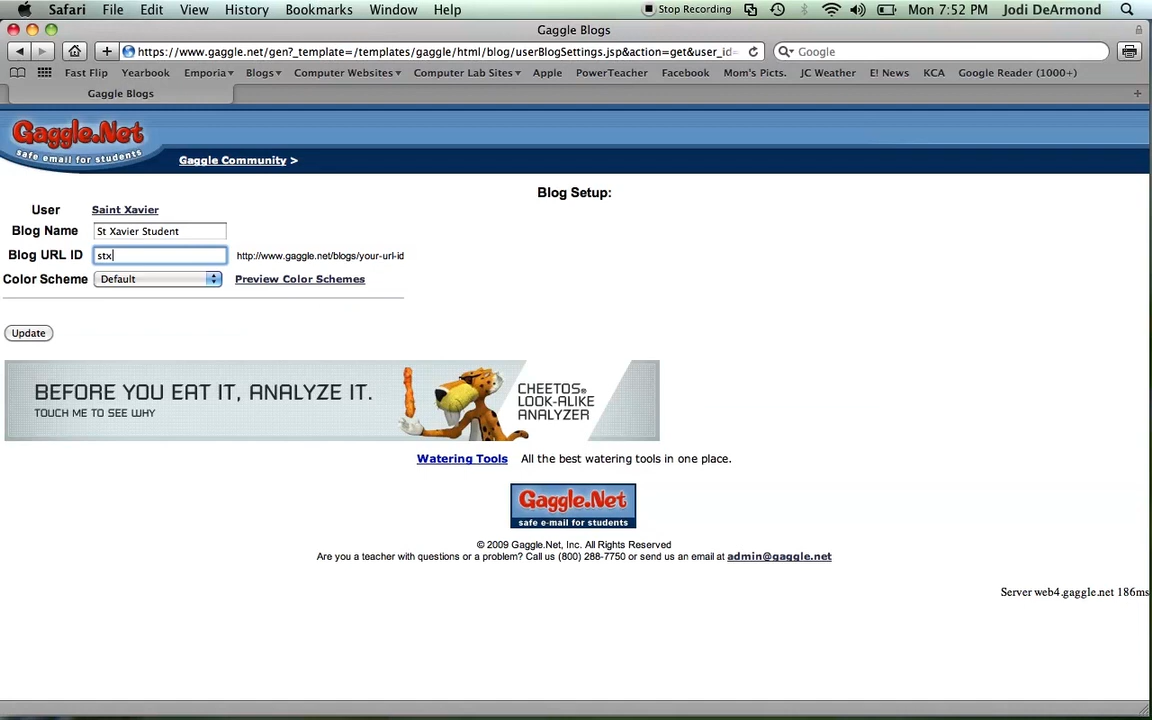 Safari File Edit View History Bookmarks Window Help Stop Recording Mon 7:52 PM Jodi DeArmond
Gaggle Blogs
https://www.gaggle.net/gen?_template=/templates/gaggle/html/blog/userBlogSettings.jsp&action=get&user_id= Google
Fast Flip Yearbook Emporia Blogs Computer Websites Computer Lab Sites Apple PowerTeacher Facebook Mom's Picts. JC Weather E! News KCA Google Reader (1000+)
Gaggle Blogs
Gaggle.Net
safe email for students
Gaggle Community >
Blog Setup:
User Saint Xavier
Blog Name St Xavier Student
Blog URL ID stx http://www.gaggle.net/blogs/your-url-id
Color Scheme Default Preview Color Schemes
Update
BEFORE YOU EAT IT, ANALYZE IT.
TOUCH ME TO SEE WHY
CHEETOS®
LOOK-ALIKE
ANALYZER
Watering Tools All the best watering tools in one place.
Gaggle.Net
safe e-mail for students
© 2009 Gaggle.Net, Inc. All Rights Reserved
Are you a teacher with questions or a problem? Call us (800) 288-7750 or send us an email at admin@gaggle.net
Server web4.gaggle.net 186ms